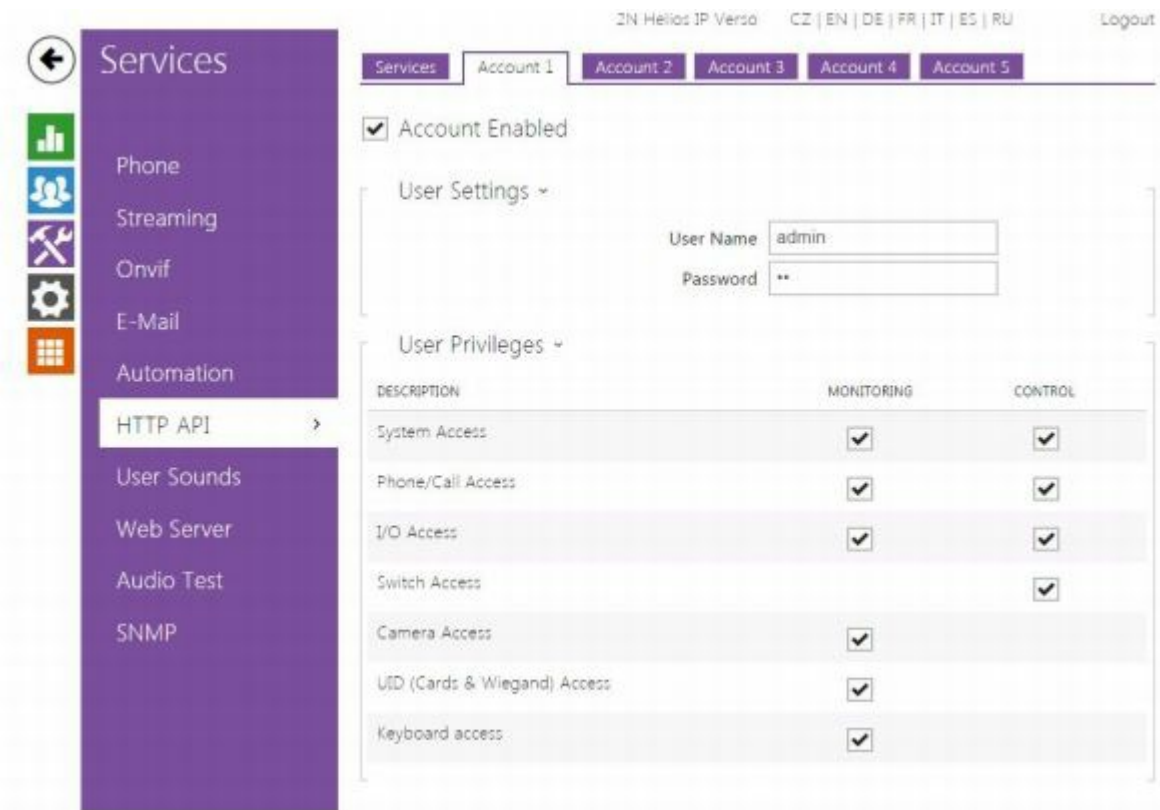 2N Helios IP Verso CZ | EN | DE | FR | IT | ES | RU Logout
Services
Services Account 1 Account 2 Account 3 Account 4 Account 5
Account Enabled
Phone
Streaming
Onvif
E-Mail
Automation
HTTP API
User Sounds
Web Server
Audio Test
SNMP
User Settings
User Name admin
Password ••
User Privileges
DESCRIPTION MONITORING CONTROL
System Access
Phone/Call Access
I/O Access
Switch Access
Camera Access
UID (Cards & Wiegand) Access
Keyboard access